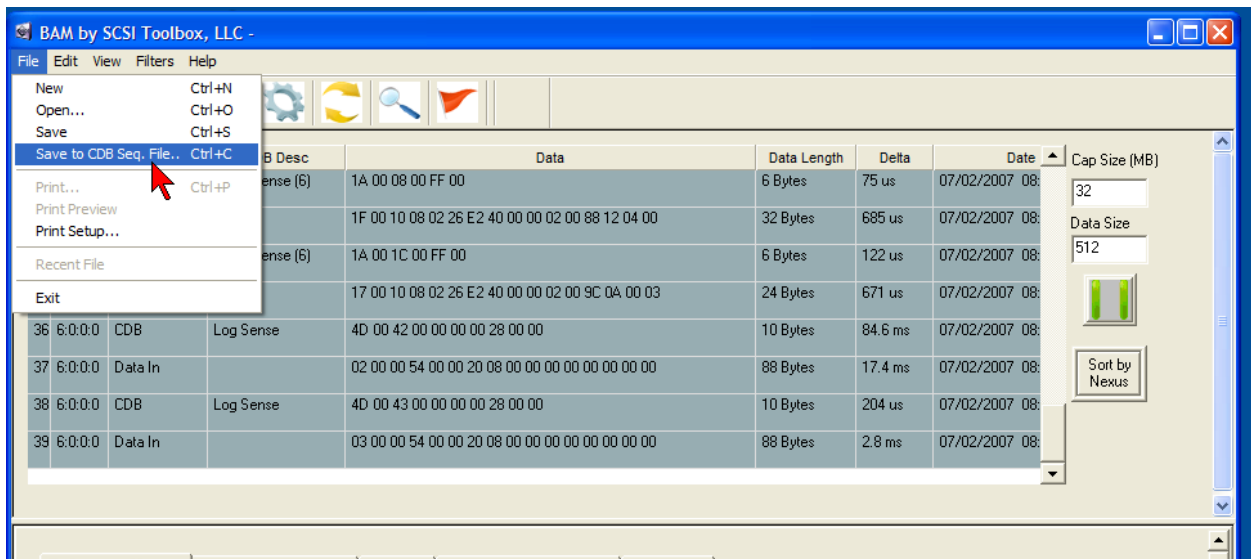 BAM by SCSI Toolbox, LLC -
File Edit View Filters Help
New Ctrl+N
Open... Ctrl+O
Save Ctrl+S
Save to CDB Seq. File.. Ctrl+C
Print... Ctrl+P
Print Preview
Print Setup...
Recent File
Exit
B Desc Data Data Length Delta Date
ense (6) 1A 00 08 00 FF 00 6 Bytes 75 us 07/02/2007 08:
1F 00 10 08 02 26 E2 40 00 00 02 00 88 12 04 00 32 Bytes 685 us 07/02/2007 08:
ense (6) 1A 00 1C 00 FF 00 6 Bytes 122 us 07/02/2007 08:
17 00 10 08 02 26 E2 40 00 00 02 00 9C 0A 00 03 24 Bytes 671 us 07/02/2007 08:
36 6:0:0:0 CDB Log Sense 4D 00 42 00 00 00 00 28 00 00 10 Bytes 84.6 ms 07/02/2007 08:
37 6:0:0:0 Data In 02 00 00 54 00 00 20 08 00 00 00 00 00 00 00 00 88 Bytes 17.4 ms 07/02/2007 08:
38 6:0:0:0 CDB Log Sense 4D 00 43 00 00 00 00 28 00 00 10 Bytes 204 us 07/02/2007 08:
39 6:0:0:0 Data In 03 00 00 54 00 00 20 08 00 00 00 00 00 00 00 00 88 Bytes 2.8 ms 07/02/2007 08:
Cap Size (MB)
32
Data Size
512
Sort by
Nexus